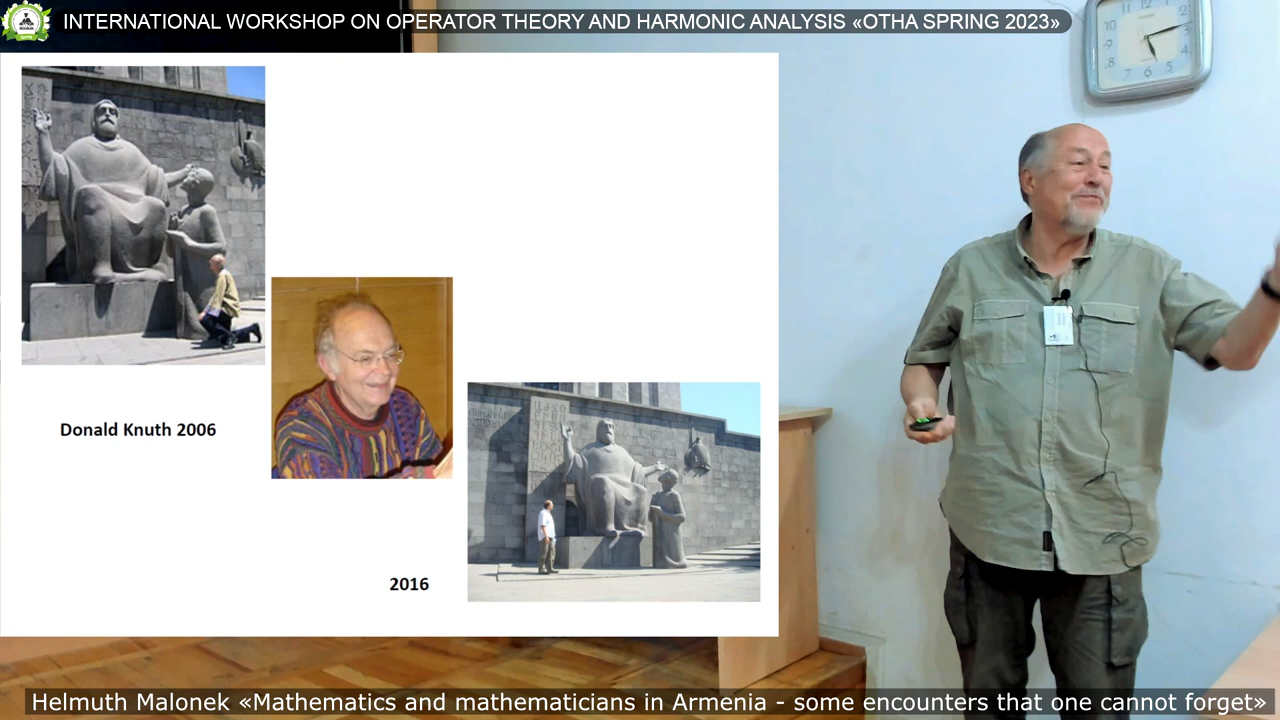 INTERNATIONAL WORKSHOP ON OPERATOR THEORY AND HARMONIC ANALYSIS «OTHA SPRING 2023»
Donald Knuth 2006
2016
Helmuth Malonek «Mathematics and mathematicians in Armenia - some encounters that one cannot forget»